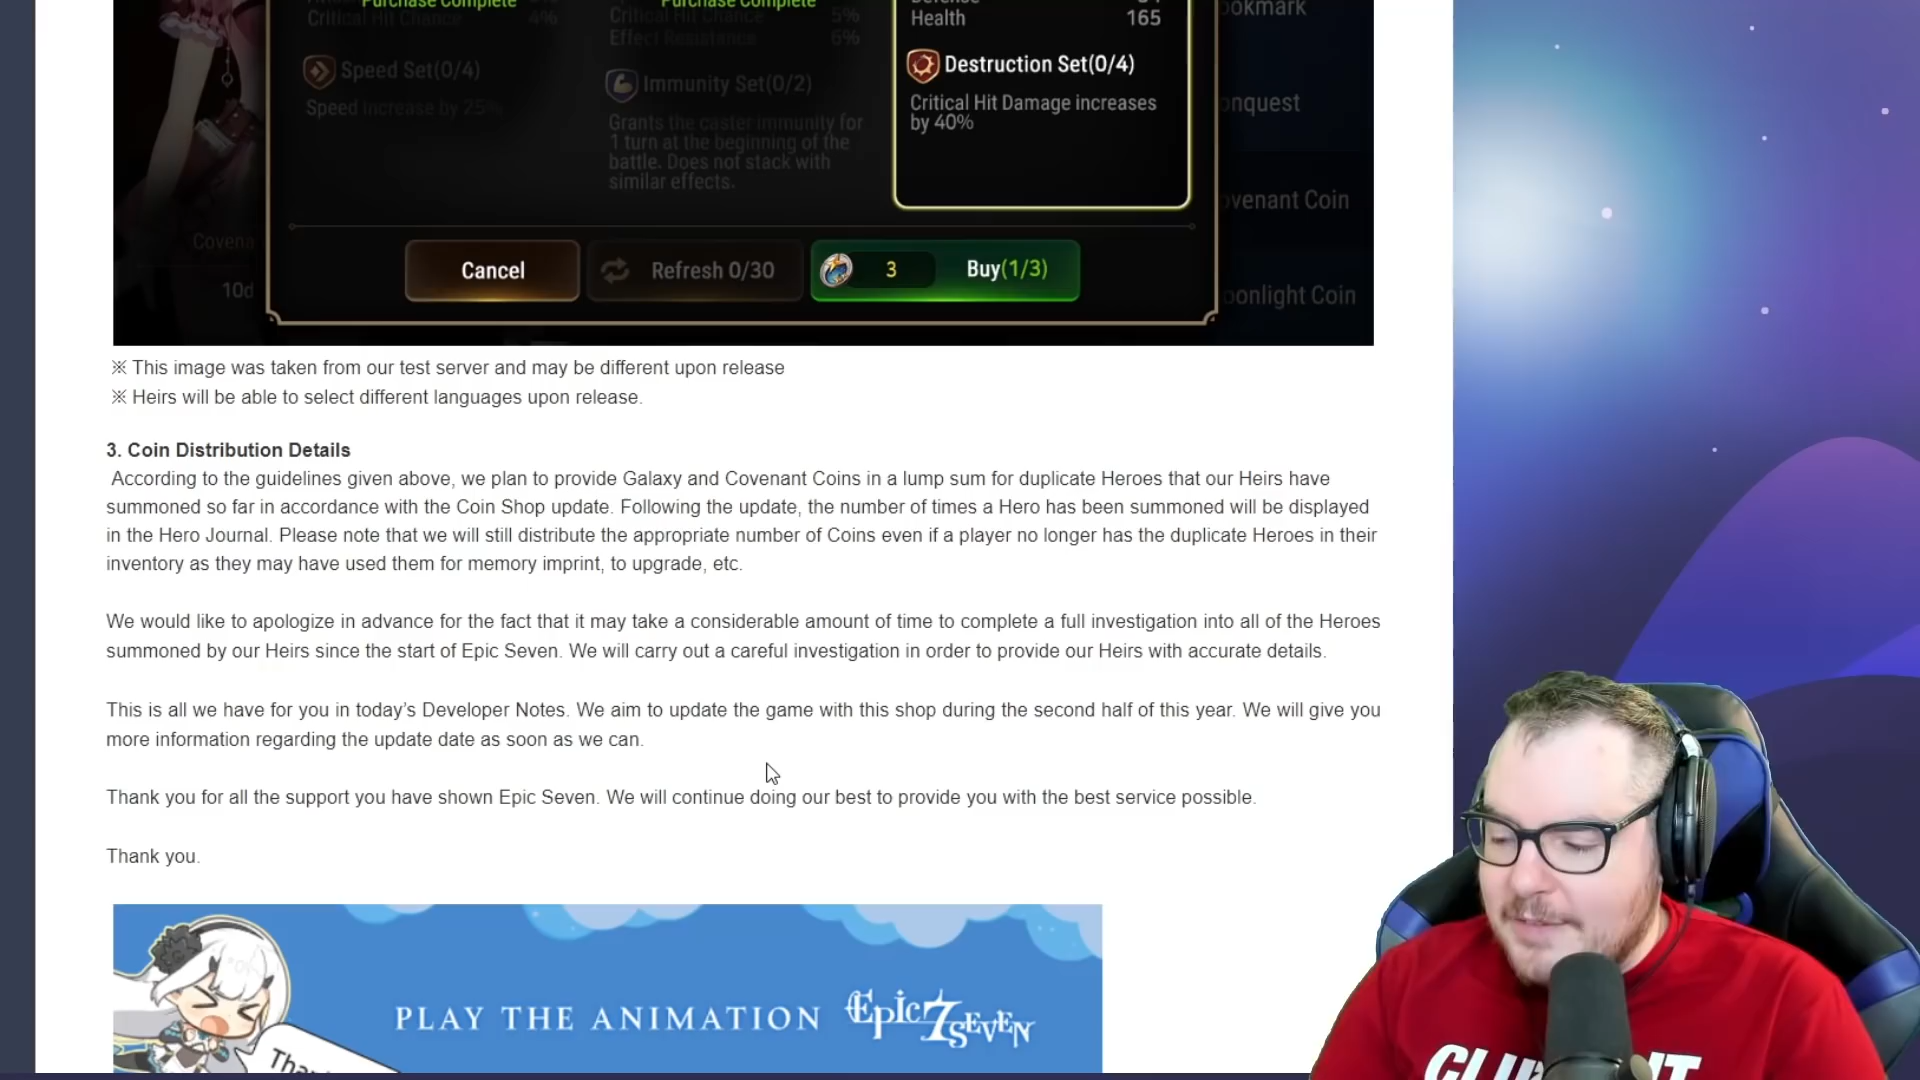 Purchase Complete
Critical Hit Chance 4%
Speed Set(0/4)
Speed increase by 25%
Purchase Complete
Critical Hit Chance 5%
Effect Resistance 6%
Immunity Set(0/2)
Grants the caster immunity for
1 turn at the beginning of the
battle. Does not stack with
similar effects.
Health 165
Destruction Set(0/4)
Critical Hit Damage increases
by 40%
Cancel
Refresh 0/30
3 Buy(1/3)
10d
※ This image was taken from our test server and may be different upon release
※ Heirs will be able to select different languages upon release.
3. Coin Distribution Details
According to the guidelines given above, we plan to provide Galaxy and Covenant Coins in a lump sum for duplicate Heroes that our Heirs have
summoned so far in accordance with the Coin Shop update. Following the update, the number of times a Hero has been summoned will be displayed
in the Hero Journal. Please note that we will still distribute the appropriate number of Coins even if a player no longer has the duplicate Heroes in their
inventory as they may have used them for memory imprint, to upgrade, etc.
We would like to apologize in advance for the fact that it may take a considerable amount of time to complete a full investigation into all of the Heroes
summoned by our Heirs since the start of Epic Seven. We will carry out a careful investigation in order to provide our Heirs with accurate details.
This is all we have for you in today’s Developer Notes. We aim to update the game with this shop during the second half of this year. We will give you
more information regarding the update date as soon as we can.
Thank you for all the support you have shown Epic Seven. We will continue doing our best to provide you with the best service possible.
Thank you.
PLAY THE ANIMATION Epic7SEVEN